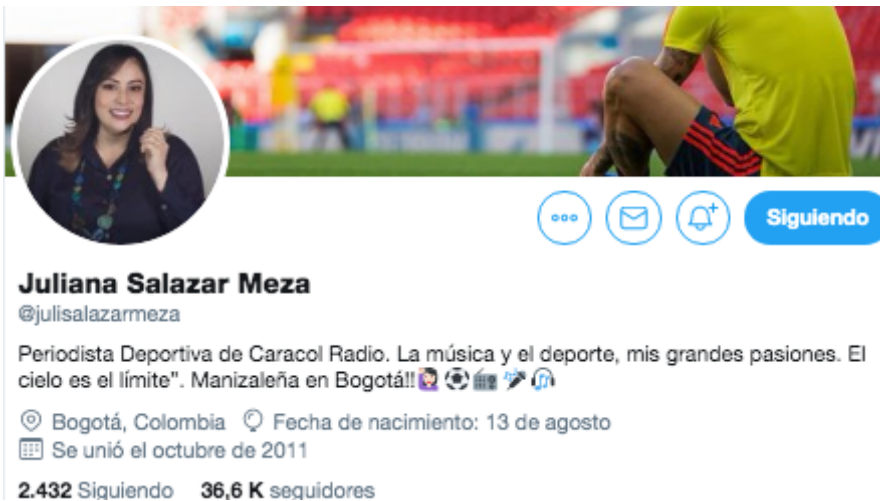 Siguiendo
Juliana Salazar Meza
@julisalazarmeza
Periodista Deportiva de Caracol Radio. La música y el deporte, mis grandes pasiones. El
cielo es el límite". Manizaleña en Bogotá!!🙋🏻‍♀️⚽📻🎤🎧
Bogotá, Colombia Fecha de nacimiento: 13 de agosto
Se unió el octubre de 2011
2.432 Siguiendo 36,6 K seguidores